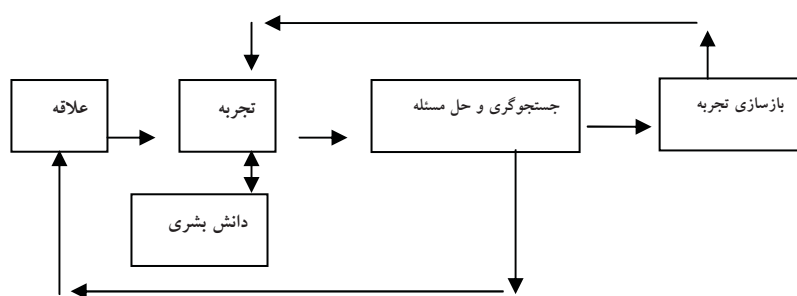 علاقه
تجربه
جستجوگری و حل مسئله
بازسازی تجربه
دانش بشری